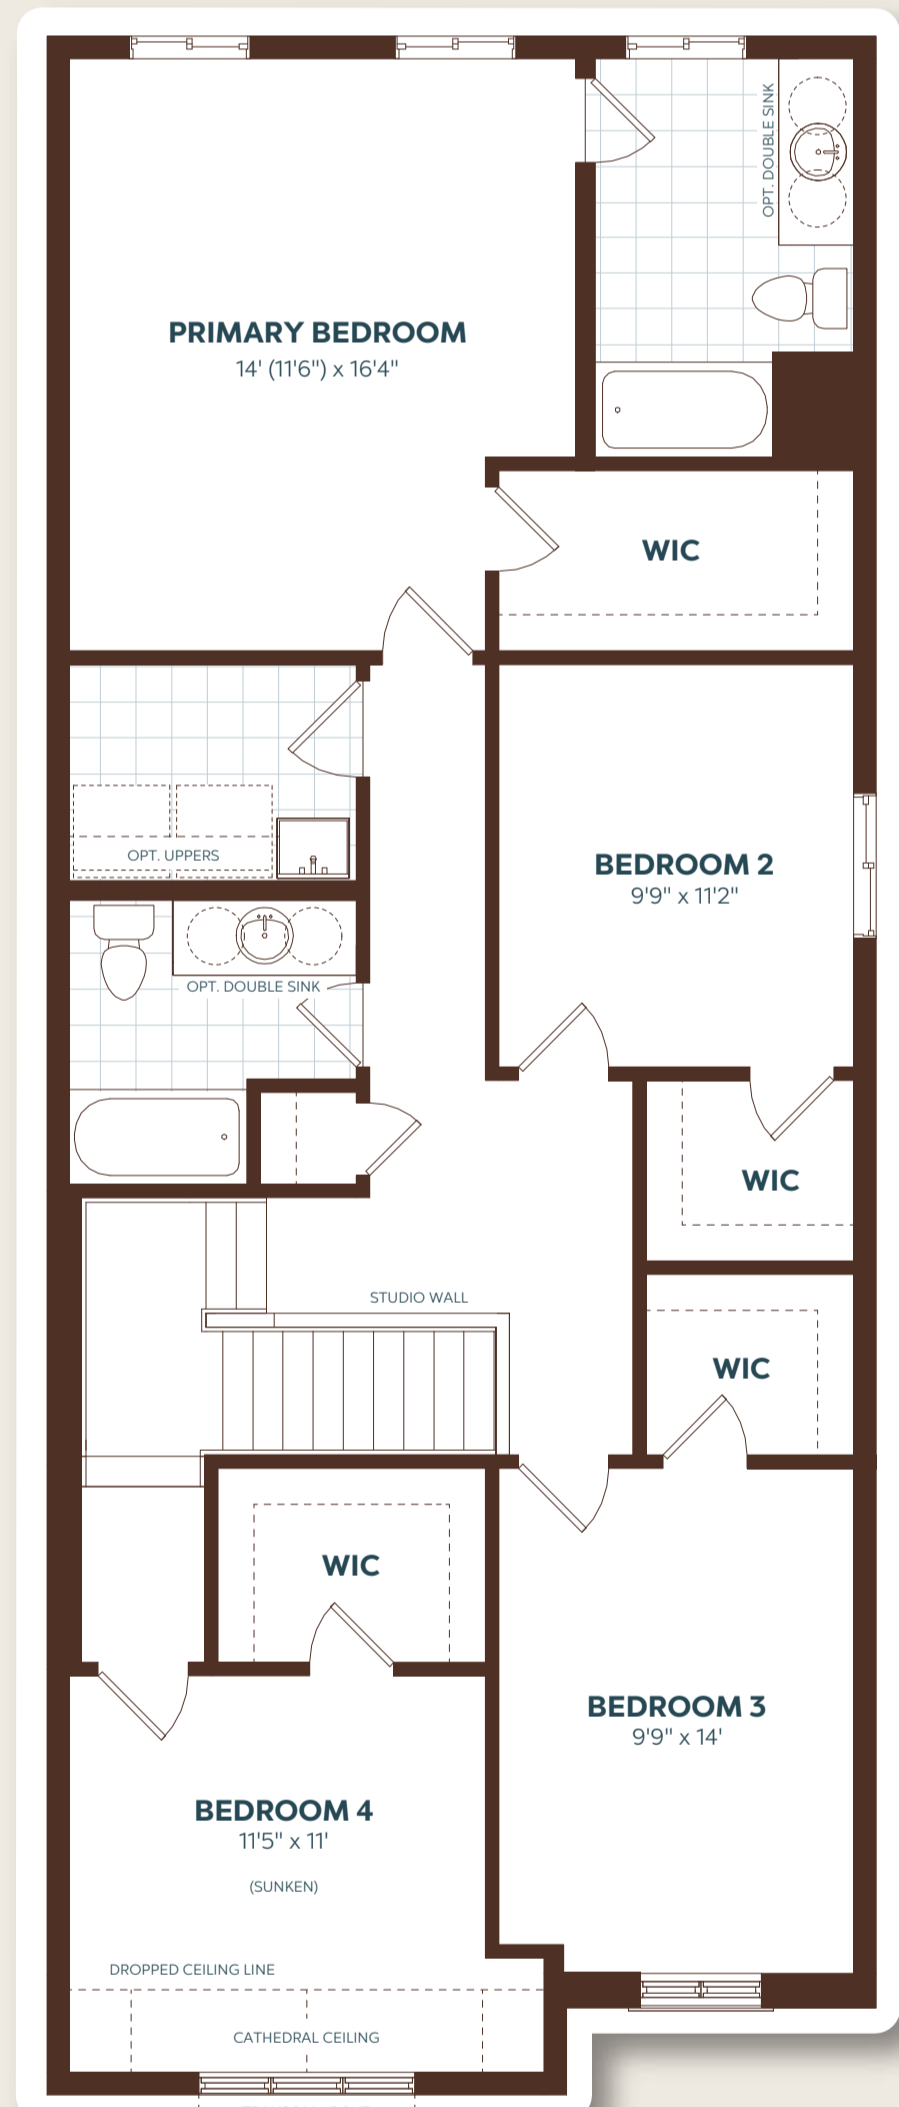 OPT. DOUBLE SINK
PRIMARY BEDROOM
14' (11'6") x 16'4"
WIC
OPT. UPPERS
BEDROOM 2
9'9" x 11'2"
OPT. DOUBLE SINK
WIC
STUDIO WALL
WIC
WIC
BEDROOM 3
9'9" x 14'
BEDROOM 4
11'5" x 11'
(SUNKEN)
DROPPED CEILING LINE
CATHEDRAL CEILING